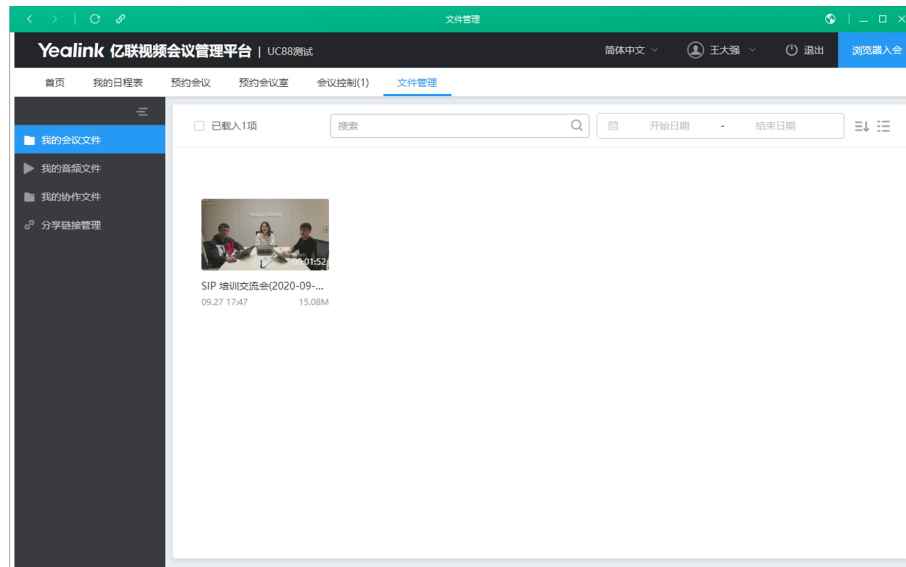 文件管理
Yealink 亿联视频会议管理平台 | UC88测试
简体中文
王大强
退出
浏览器入会
首页
我的日程表
预约会议
预约会议室
会议控制(1)
文件管理
我的会议文件
我的音频文件
我的协作文件
分享链接管理
已载入1项
搜索
开始日期 - 结束日期
00:01:52
SIP 培训交流会(2020-09-...
09.27 17:47 15.08M